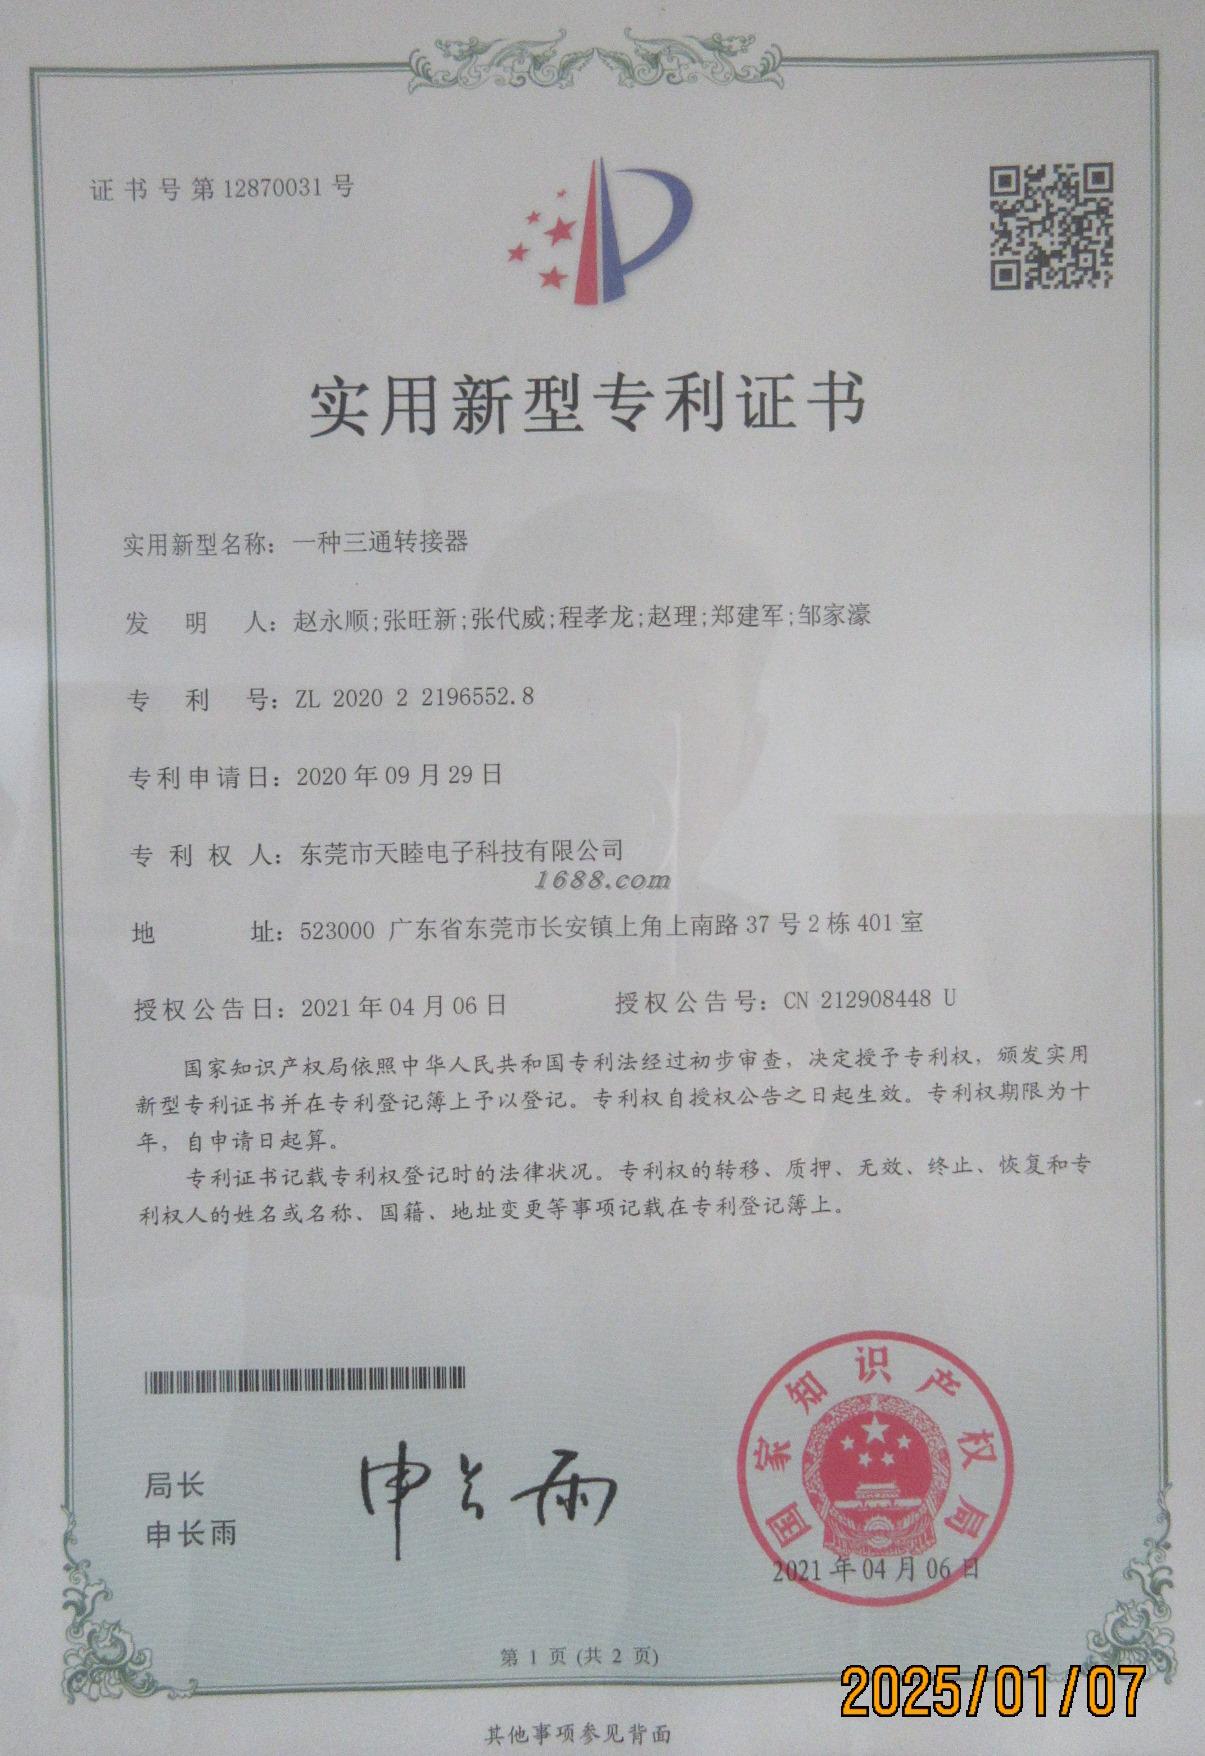 证书号第12870031号
实用新型专利证书
实用新型名称：一种三通转接器
发明人：赵永顺;张旺新;张代威;程孝龙;赵理;郑建军;邹家濠
专利号：ZL 2020 2 2196552.8
专利申请日：2020年09月29日
专利权人：东莞市天睦电子科技有限公司
1688.com
地址：523000 广东省东莞市长安镇上角上南路37号2栋401室
授权公告日：2021年04月06日 授权公告号：CN 212908448 U
国家知识产权局依照中华人民共和国专利法经过初步审查，决定授予专利权，颁发实用
新型专利证书并在专利登记簿上予以登记。专利权自授权公告之日起生效。专利权期限为十
年，自申请日起算。
专利证书记载专利权登记时的法律状况。专利权的转移、质押、无效、终止、恢复和专
利权人的姓名或名称、国籍、地址变更等事项记载在专利登记簿上。
局长
申长雨
申长雨
国家知识产权局
2021年04月06日
第1页(共2页)
2025/01/07
其他事项参见背面